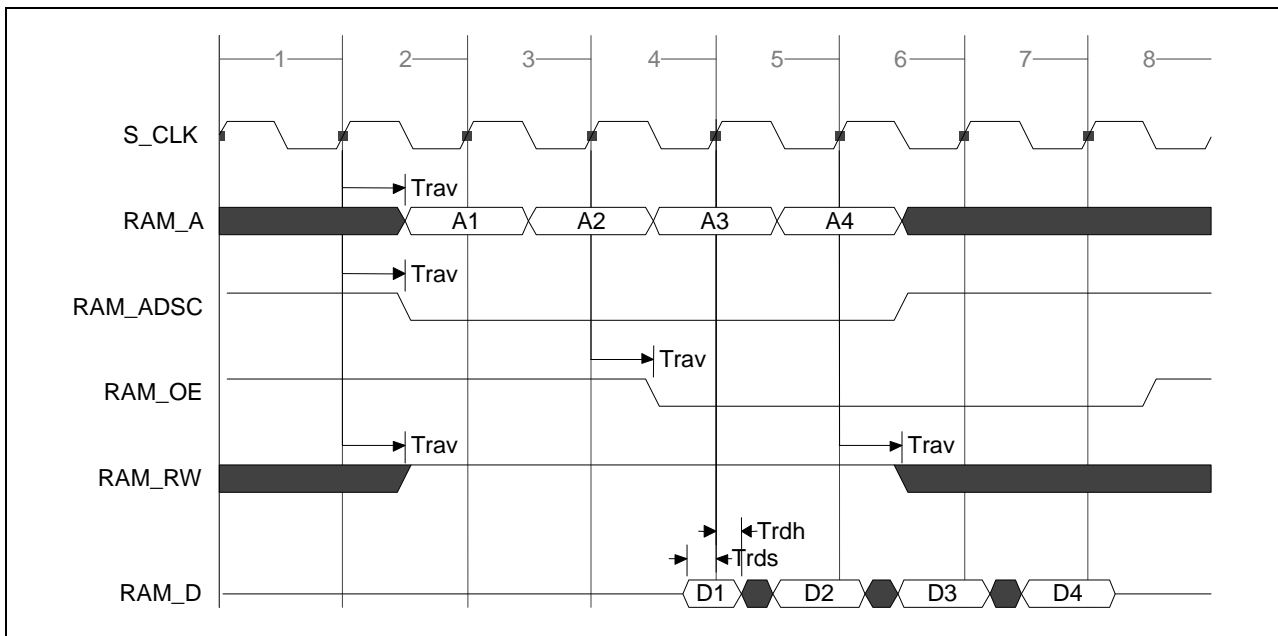 1 2 3 4 5 6 7 8
S_CLK
Trav
RAM_A A1 A2 A3 A4
Trav
RAM_ADSC
Trav
RAM_OE
Trav Trav
RAM_RW
Trdh
Trds
RAM_D D1 D2 D3 D4